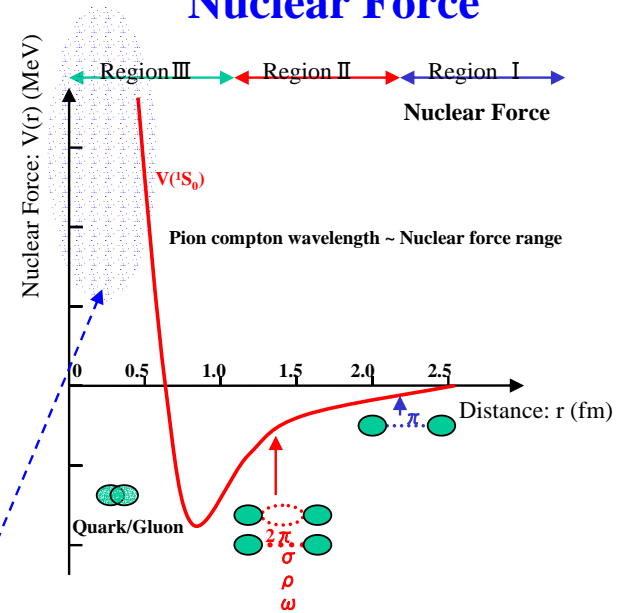 Nuclear Force
Region Ⅲ Region Ⅱ Region Ⅰ
Nuclear Force
Nuclear Force: V(r) (MeV)
V(¹S₀)
Pion compton wavelength ~ Nuclear force range
0 0.5 1.0 1.5 2.0 2.5
Distance: r (fm)
π
Quark/Gluon
2π
σ
ρ
ω